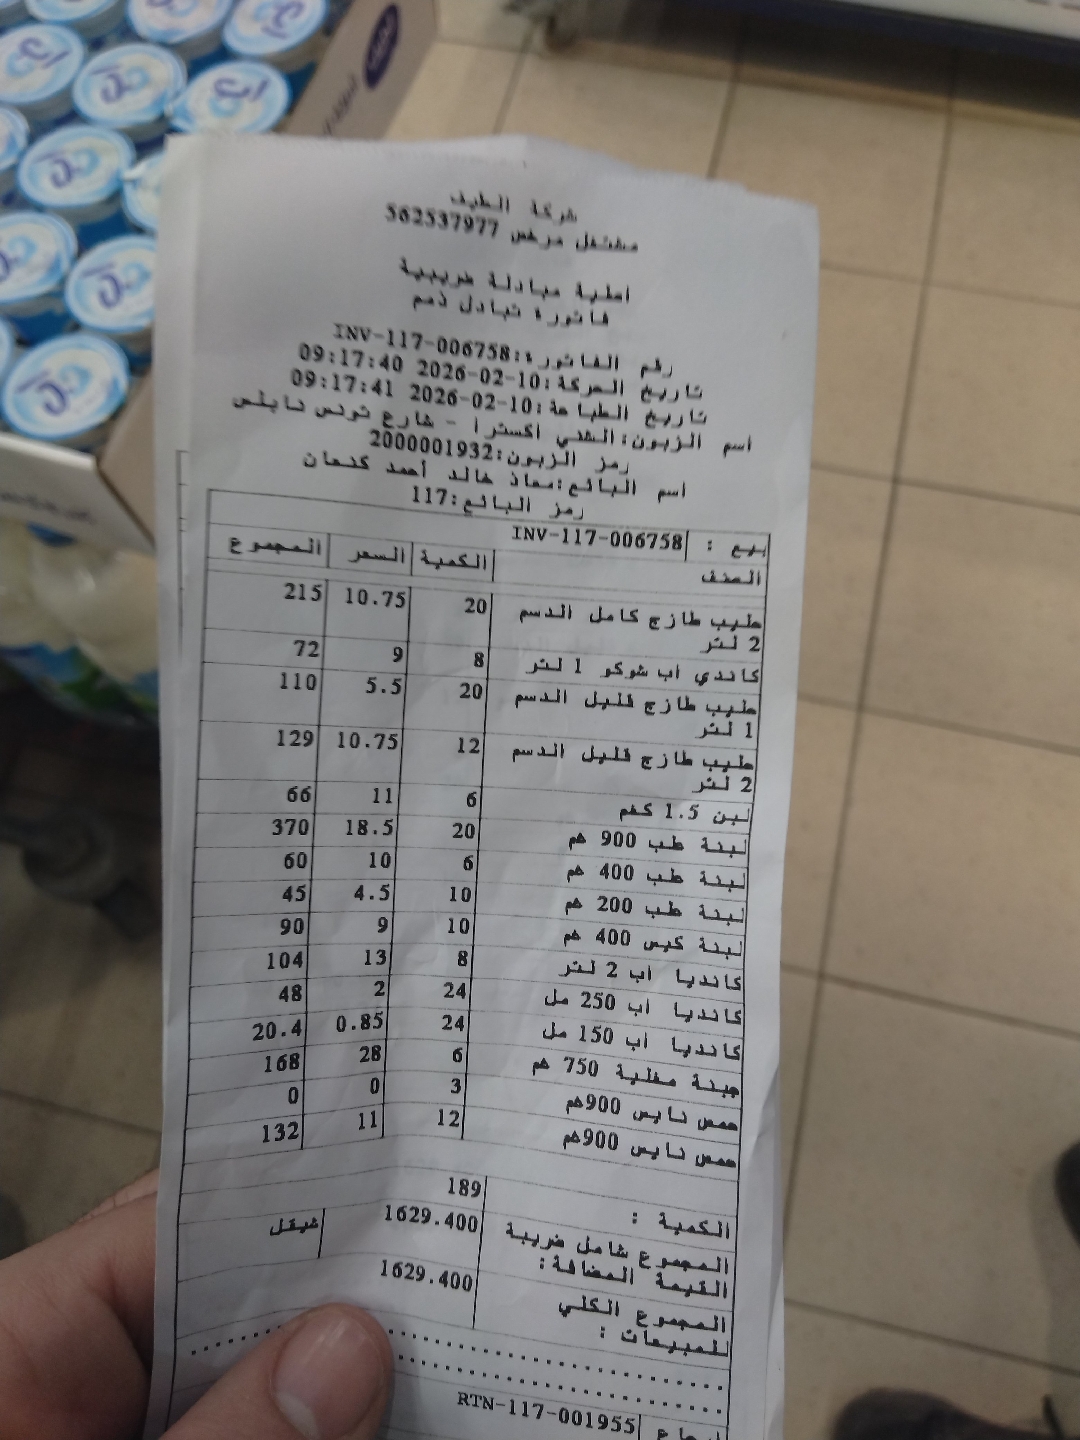 شركة الطيف
مشتغل مرخص 562537977
اصلية مبادلة ضريبية
فاتورة تبادل ذمم
رقم الفاتورة:INV-117-006758
تاريخ الحركة:2026-02-10 09:17:40
تاريخ الطباعة:2026-02-10 09:17:41
اسم الزبون:الشني اكسترا - شارع تونس نابلس
رمز الزبون:2000001932
اسم البائع:معاذ خالد أحمد كنعان
رمز البائع:117
بيع : INV-117-006758
الصنف الكمية السعر المجموع
حليب طازج كامل الدسم 20 10.75 215
2 لتر
كاندي اب شوكو 1 لتر 8 9 72
حليب طازج قليل الدسم 20 5.5 110
1 لتر
حليب طازج قليل الدسم 12 10.75 129
2 لتر
لبن 1.5 كغم 6 11 66
لبنة طب 900 غم 20 18.5 370
لبنة طب 400 غم 6 10 60
لبنة طب 200 غم 10 4.5 45
لبنة كيس 400 غم 10 9 90
كانديا اب 2 لتر 8 13 104
كانديا اب 250 مل 24 2 48
كانديا اب 150 مل 24 0.85 20.4
جبنة مغلية 750 غم 6 28 168
حمص نايس 900غم 3 0 0
حمص نايس 900غم 12 11 132
الكمية : 189
المجموع شامل ضريبة 1629.400 شيقل
القيمة المضافة:
المجموع الكلي 1629.400
للمبيعات :
ارجاع RTN-117-001955